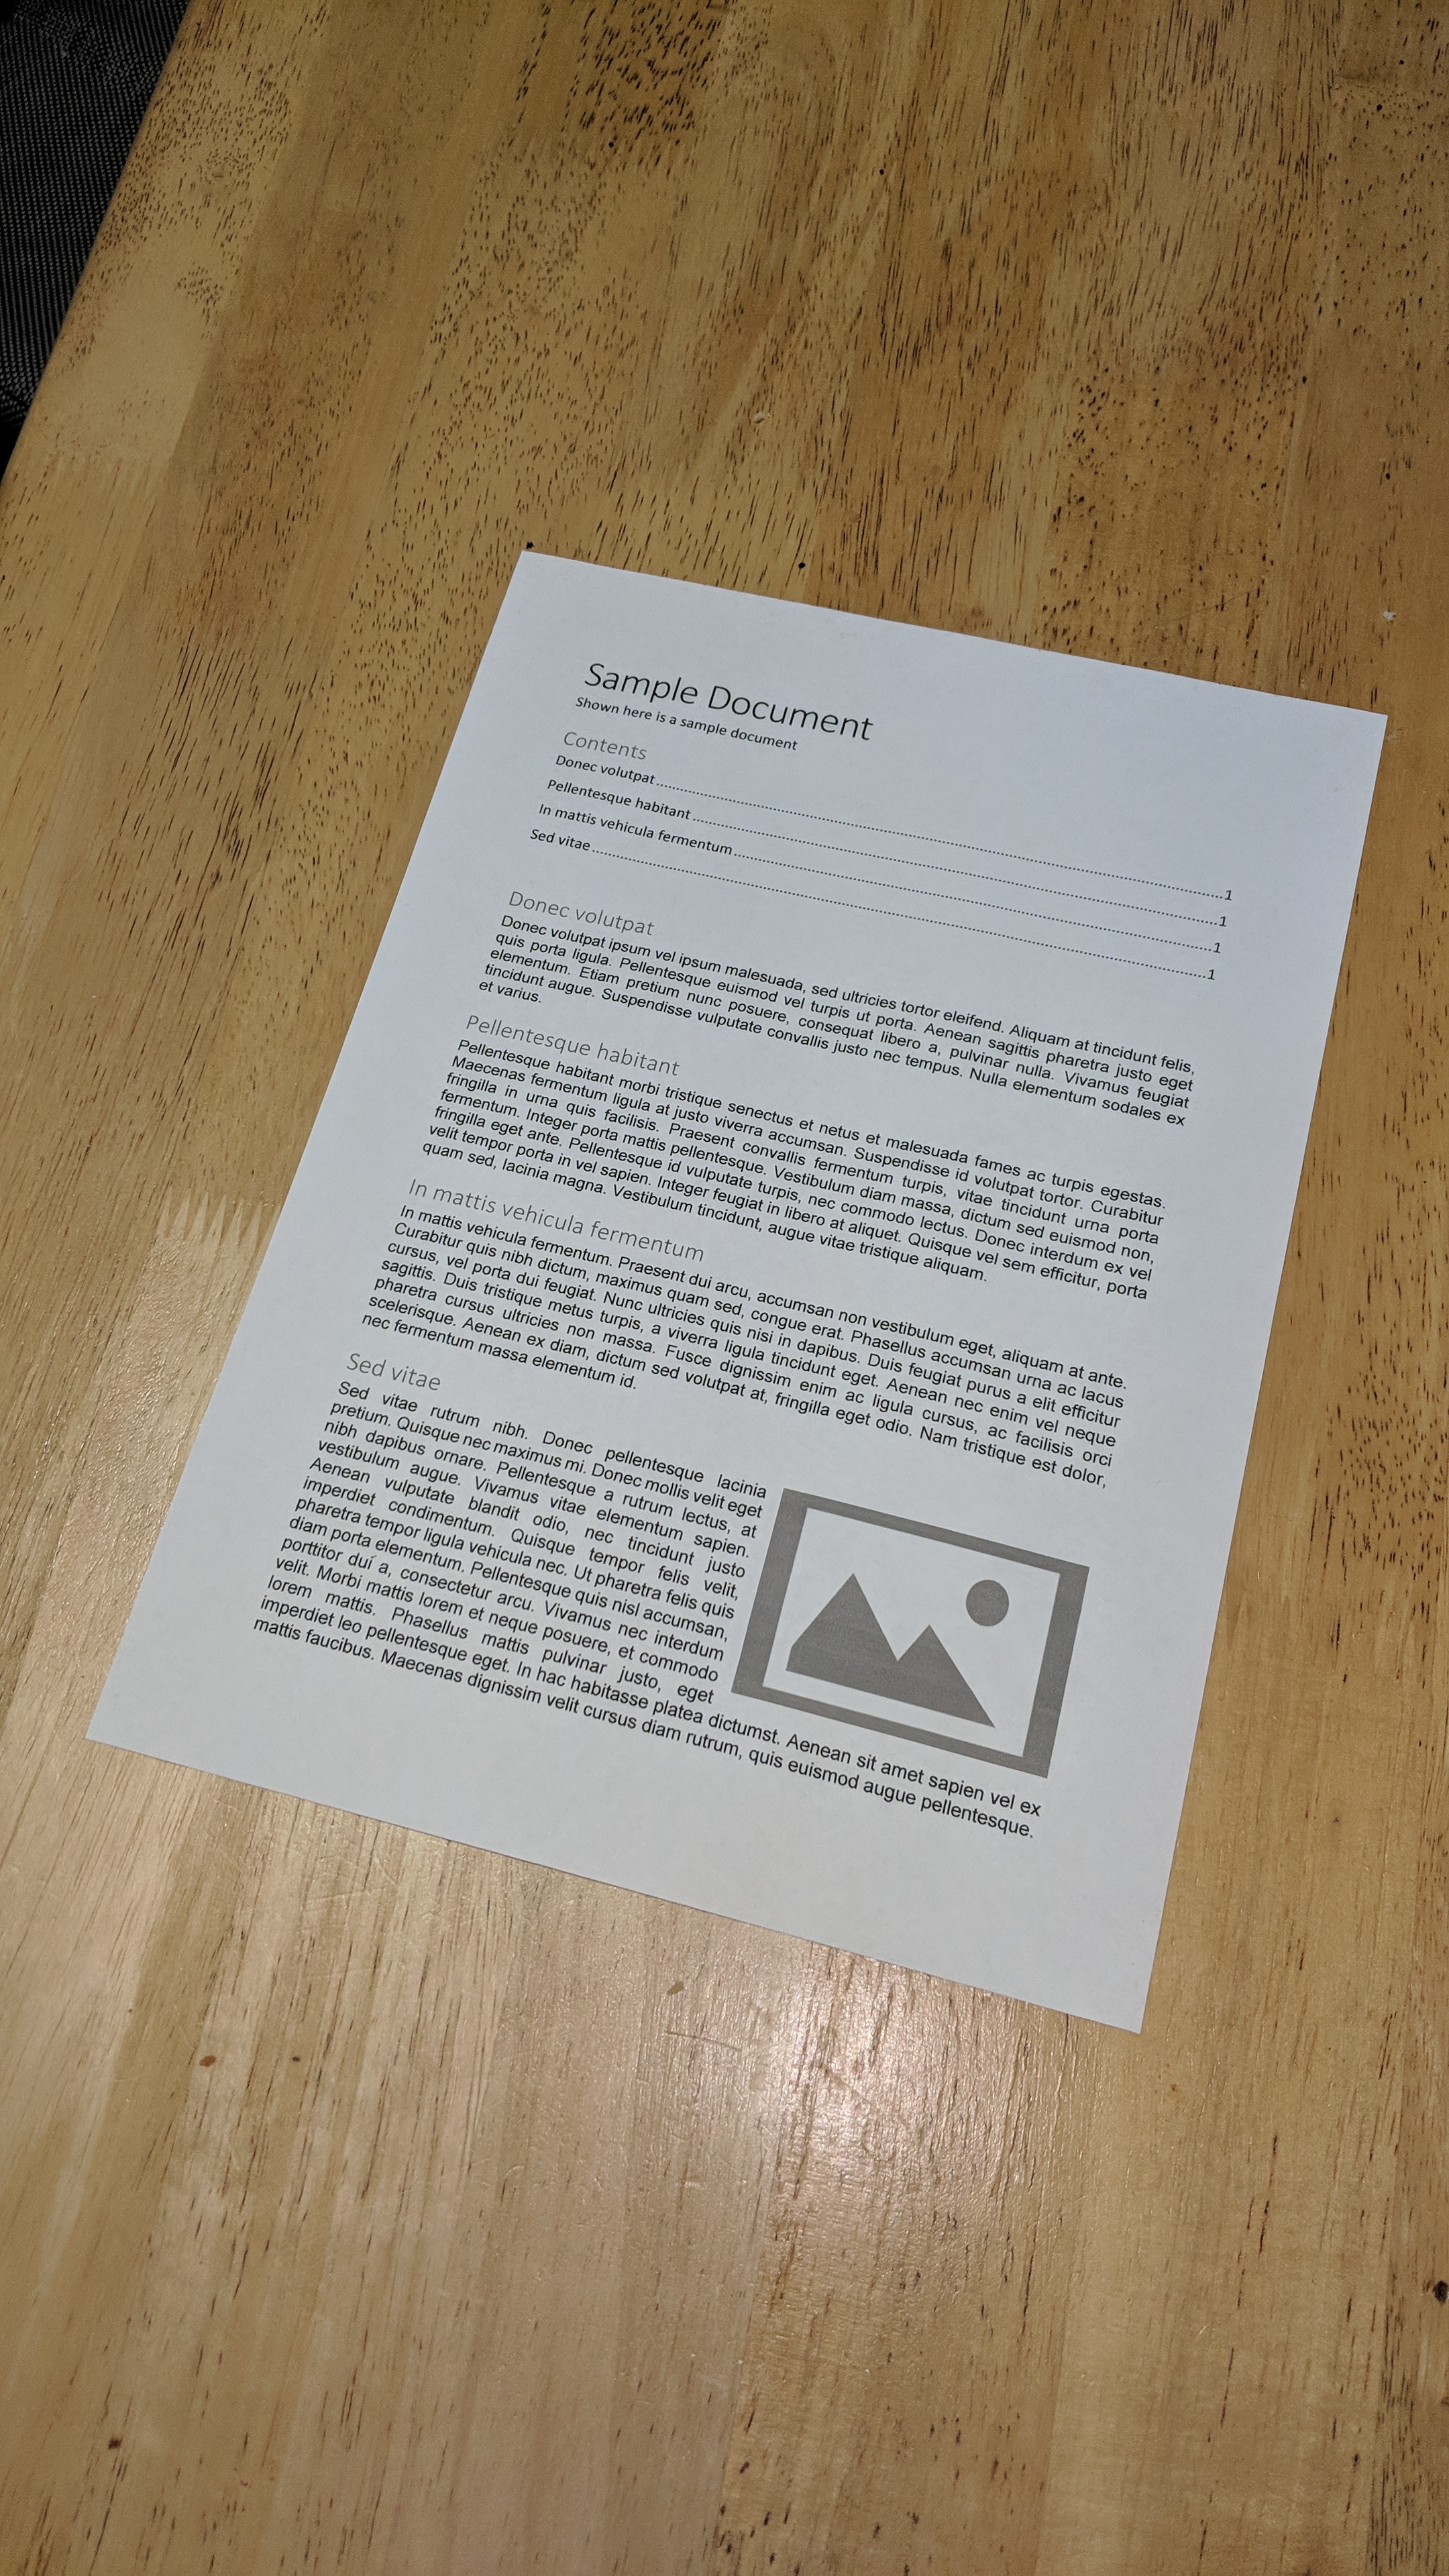 Sample Document
Shown here is a sample document
Contents
Donec volutpat........................................1
Pellentesque habitant........................................1
In mattis vehicula fermentum........................................1
Sed vitae........................................1
Donec volutpat
Donec volutpat ipsum vel ipsum malesuada, sed ultricies tortor eleifend. Aliquam at tincidunt felis,
quis porta ligula. Pellentesque euismod vel turpis ut porta. Aenean sagittis pharetra justo eget
elementum. Etiam pretium nunc posuere, consequat libero a, pulvinar nulla. Vivamus feugiat
tincidunt augue. Suspendisse vulputate convallis justo nec tempus. Nulla elementum sodales ex
et varius.
Pellentesque habitant
Pellentesque habitant morbi tristique senectus et netus et malesuada fames ac turpis egestas.
Maecenas fermentum ligula at justo viverra accumsan. Suspendisse id volutpat tortor. Curabitur
fringilla in urna quis facilisis. Praesent convallis fermentum turpis, vitae tincidunt urna porta
fermentum. Integer porta mattis pellentesque. Vestibulum diam massa, dictum sed euismod non,
fringilla eget ante. Pellentesque id vulputate turpis, nec commodo lectus. Donec interdum ex vel
velit tempor porta in vel sapien. Integer feugiat in libero at aliquet. Quisque vel sem efficitur, porta
quam sed, lacinia magna. Vestibulum tincidunt, augue vitae tristique aliquam.
In mattis vehicula fermentum
In mattis vehicula fermentum. Praesent dui arcu, accumsan non vestibulum eget, aliquam at ante.
Curabitur quis nibh dictum, maximus quam sed, congue erat. Phasellus accumsan urna ac lacus
cursus, vel porta dui feugiat. Nunc ultricies quis nisi in dapibus. Duis feugiat purus a elit efficitur
sagittis. Duis tristique metus turpis, a viverra ligula tincidunt eget. Aenean nec enim vel neque
pharetra cursus ultricies non massa. Fusce dignissim enim ac ligula cursus, ac facilisis orci
scelerisque. Aenean ex diam, dictum sed volutpat at, fringilla eget odio. Nam tristique est dolor,
nec fermentum massa elementum id.
Sed vitae
Sed vitae rutrum nibh. Donec pellentesque lacinia
pretium. Quisque nec maximus mi. Donec mollis velit eget
nibh dapibus ornare. Pellentesque a rutrum lectus, at
vestibulum augue. Vivamus vitae elementum sapien.
Aenean vulputate blandit odio, nec tincidunt justo
imperdiet condimentum. Quisque tempor felis velit,
pharetra tempor ligula vehicula nec. Ut pharetra felis quis
diam porta elementum. Pellentesque quis nisl accumsan,
porttitor dui a, consectetur arcu. Vivamus nec interdum
velit. Morbi mattis lorem et neque posuere, et commodo
lorem mattis. Phasellus mattis pulvinar justo, eget
imperdiet leo pellentesque eget. In hac habitasse platea dictumst. Aenean sit amet sapien vel ex
mattis faucibus. Maecenas dignissim velit cursus diam rutrum, quis euismod augue pellentesque.